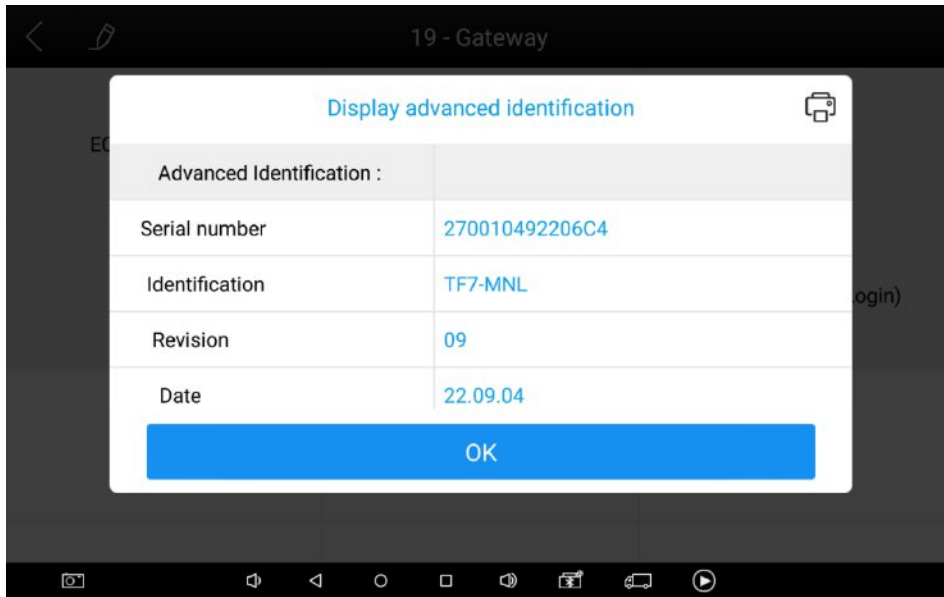 19 - Gateway
Display advanced identification
Advanced Identification :
Serial number 270010492206C4
Identification TF7-MNL
Revision 09
Date 22.09.04
OK